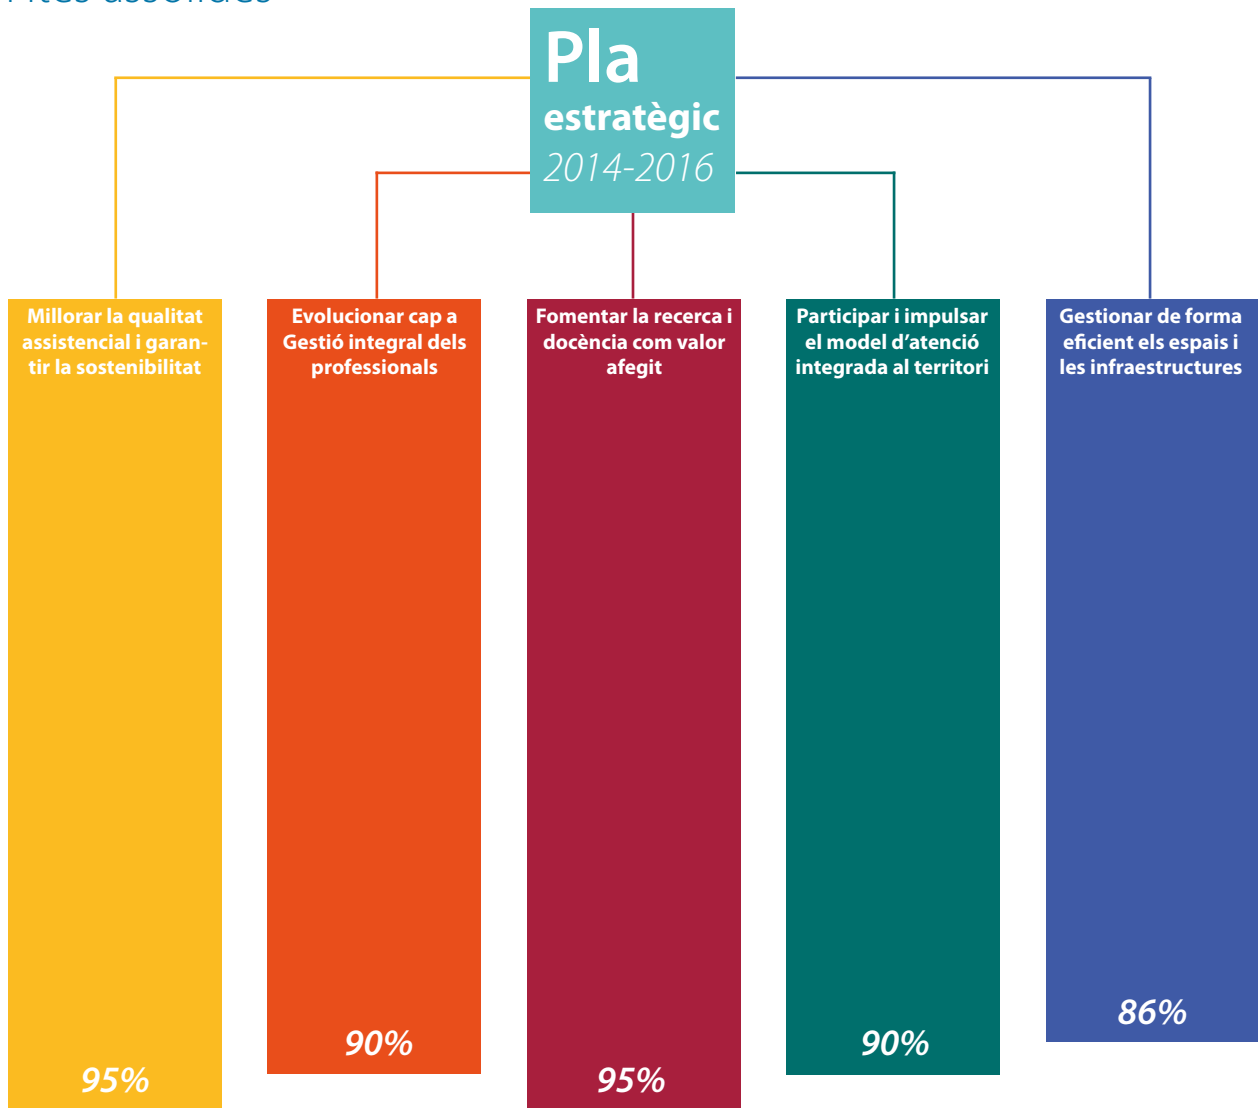 Pla
estratègic
2014-2016
Millorar la qualitat
assistencial i garan-
tir la sostenibilitat
95%
Evolucionar cap a
Gestió integral dels
professionals
90%
Fomentar la recerca i
docència com valor
afegit
95%
Participar i impulsar
el model d’atenció
integrada al territori
90%
Gestionar de forma
eficient els espais i
les infraestructures
86%